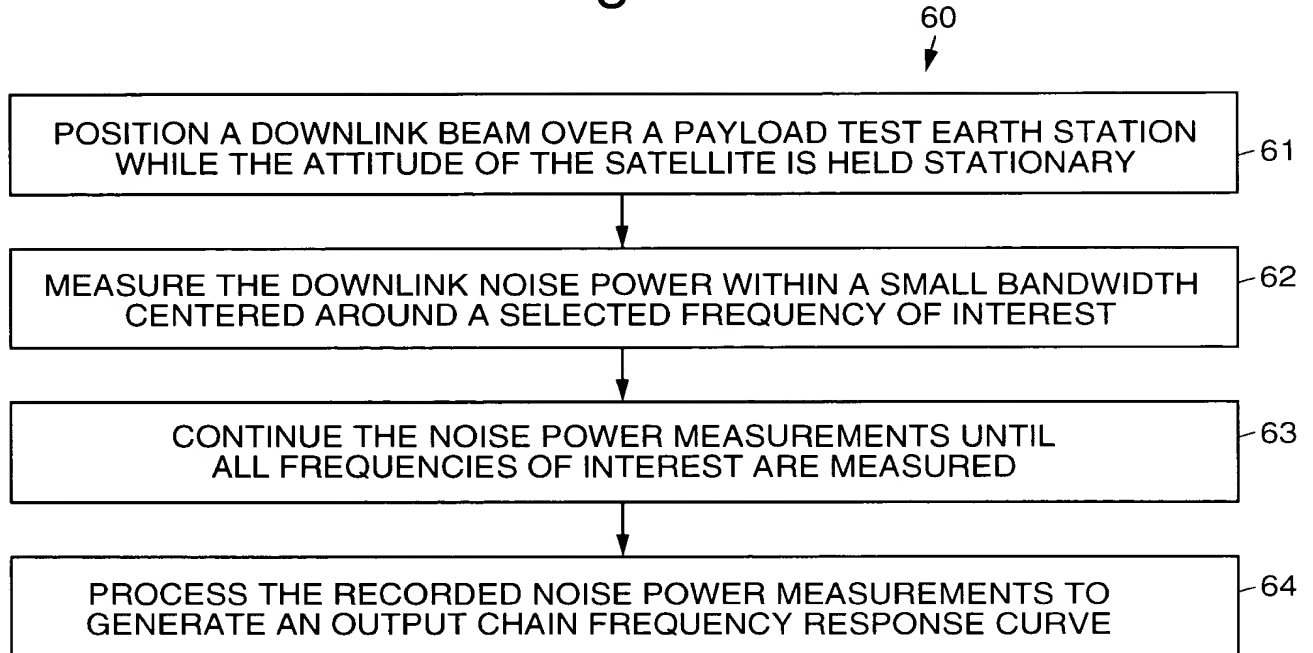 60
POSITION A DOWNLINK BEAM OVER A PAYLOAD TEST EARTH STATION
WHILE THE ATTITUDE OF THE SATELLITE IS HELD STATIONARY
61
MEASURE THE DOWNLINK NOISE POWER WITHIN A SMALL BANDWIDTH
CENTERED AROUND A SELECTED FREQUENCY OF INTEREST
62
CONTINUE THE NOISE POWER MEASUREMENTS UNTIL
ALL FREQUENCIES OF INTEREST ARE MEASURED
63
PROCESS THE RECORDED NOISE POWER MEASUREMENTS TO
GENERATE AN OUTPUT CHAIN FREQUENCY RESPONSE CURVE
64